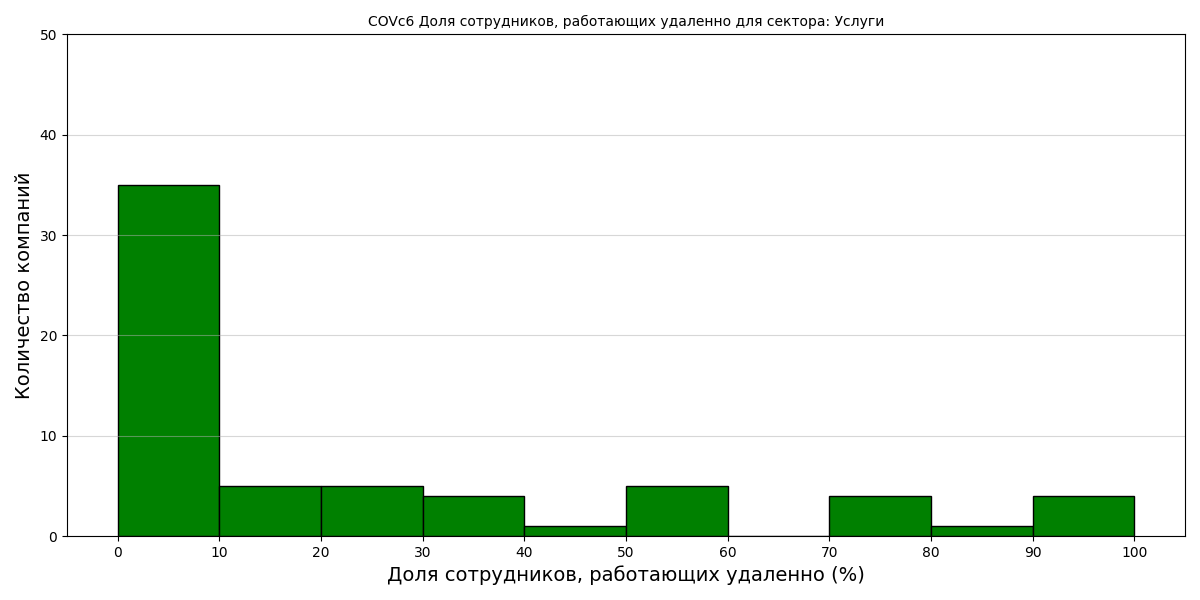 COVc6 Доля сотрудников, работающих удаленно для сектора: Услуги
50
40
30
20
10
0
Количество компаний
0 10 20 30 40 50 60 70 80 90 100
Доля сотрудников, работающих удаленно (%)